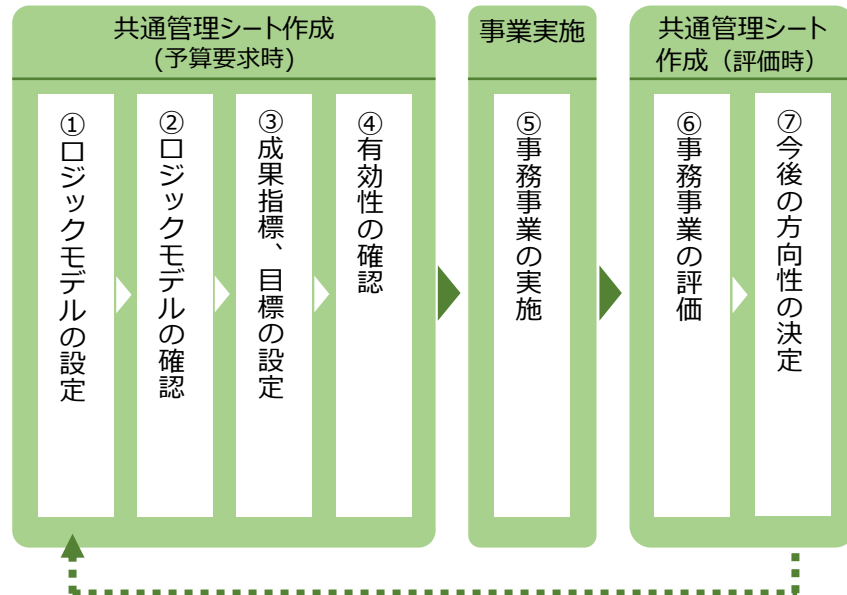 共通管理シート作成
(予算要求時)
①ロジックモデルの設定
②ロジックモデルの確認
③成果指標、目標の設定
④有効性の確認
事業実施
⑤事務事業の実施
共通管理シート
作成（評価時）
⑥事務事業の評価
⑦今後の方向性の決定